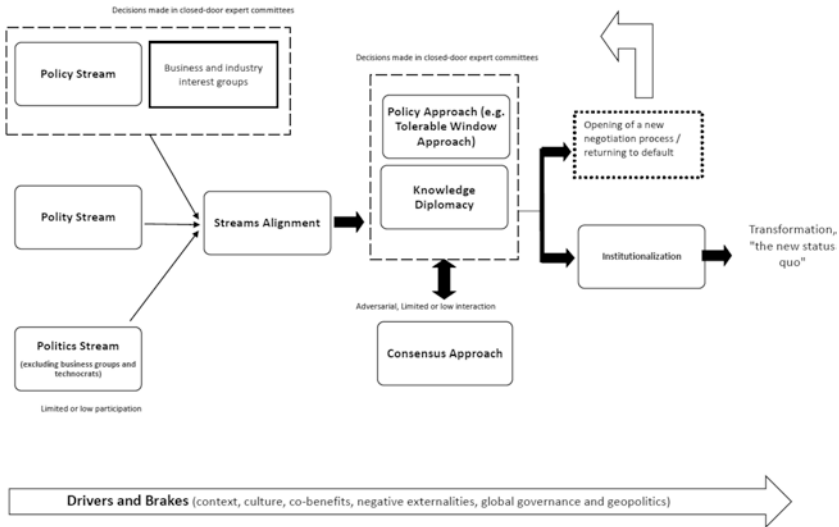 Decisions made in closed-door expert committees
Policy Stream
Business and industry
interest groups
Decisions made in closed-door expert committees
Policy Approach (e.g.
Tolerable Window
Approach)
Knowledge
Diplomacy
Opening of a new
negotiation process /
returning to default
Polity Stream
Streams Alignment
Institutionalization
Transformation,.
"the new status
quo"
Adversarial, Limited or low interaction
Consensus Approach
Politics Stream
(excluding business groups and
technocrats)
Limited or low participation
Drivers and Brakes (context, culture, co-benefits, negative externalities, global governance and geopolitics)